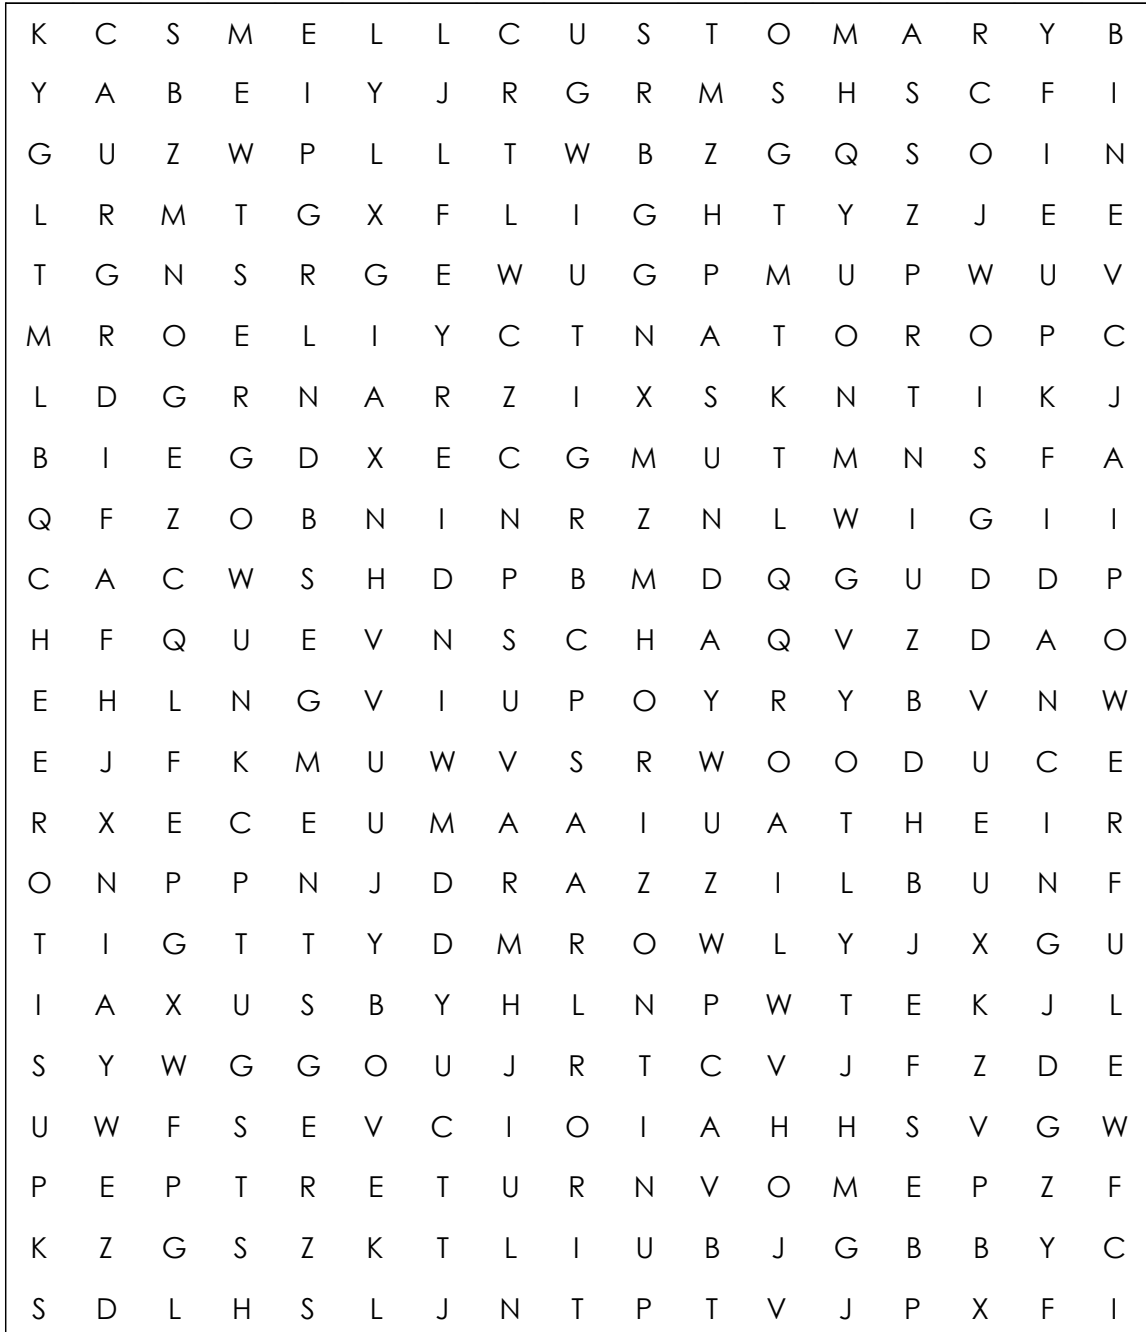 K C S M E L L C U S T O M A R Y B
Y A B E I Y J R G R M S H S C F I
G U Z W P L L T W B Z G Q S O I N
L R M T G X F L I G H T Y Z J E E
T G N S R G E W U G P M U P W U V
M R O E L I Y C T N A T O R O P C
L D G R N A R Z I X S K N T I K J
B I E G D X E C G M U T M N S F A
Q F Z O B N I N R Z N L W I G I I
C A C W S H D P B M D Q G U D D P
H F Q U E V N S C H A Q V Z D A O
E H L N G V I U P O Y R Y B V N W
E J F K M U W V S R W O O D U C E
R X E C E U M A A I U A T H E I R
O N P P N J D R A Z Z I L B U N F
T I G T T Y D M R O W L Y J X G U
I A X U S B Y H L N P W T E K J L
S Y W G G O U J R T C V J F Z D E
U W F S E V C I O I A H H S V G W
P E P T R E T U R N V O M E P Z F
K Z G S Z K T L I U B J G B B Y C
S D L H S L J N T P T V J P X F I